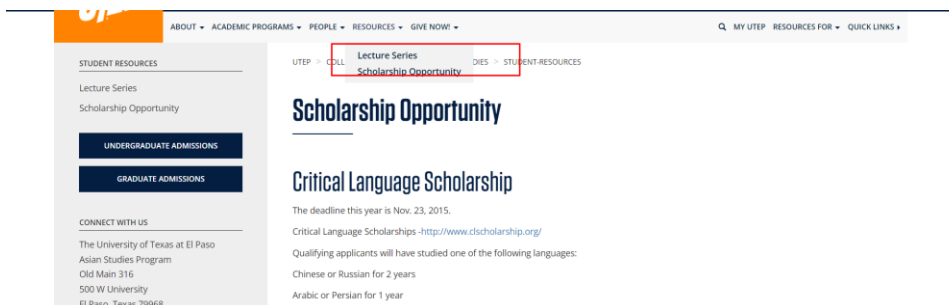 ABOUT ACADEMIC PROGRAMS PEOPLE RESOURCES GIVE NOW! MY UTEP RESOURCES FOR QUICK LINKS
Lecture Series
Scholarship Opportunity
UTEP > > STUDENT-RESOURCES
STUDENT RESOURCES
Lecture Series
Scholarship Opportunity
UNDERGRADUATE ADMISSIONS
GRADUATE ADMISSIONS
CONNECT WITH US
The University of Texas at El Paso
Asian Studies Program
Old Main 316
500 W University
El Paso, Texas 79968
Scholarship Opportunity
Critical Language Scholarship
The deadline this year is Nov. 23, 2015.
Critical Language Scholarships -http://www.clscholarship.org/
Qualifying applicants will have studied one of the following languages:
Chinese or Russian for 2 years
Arabic or Persian for 1 year